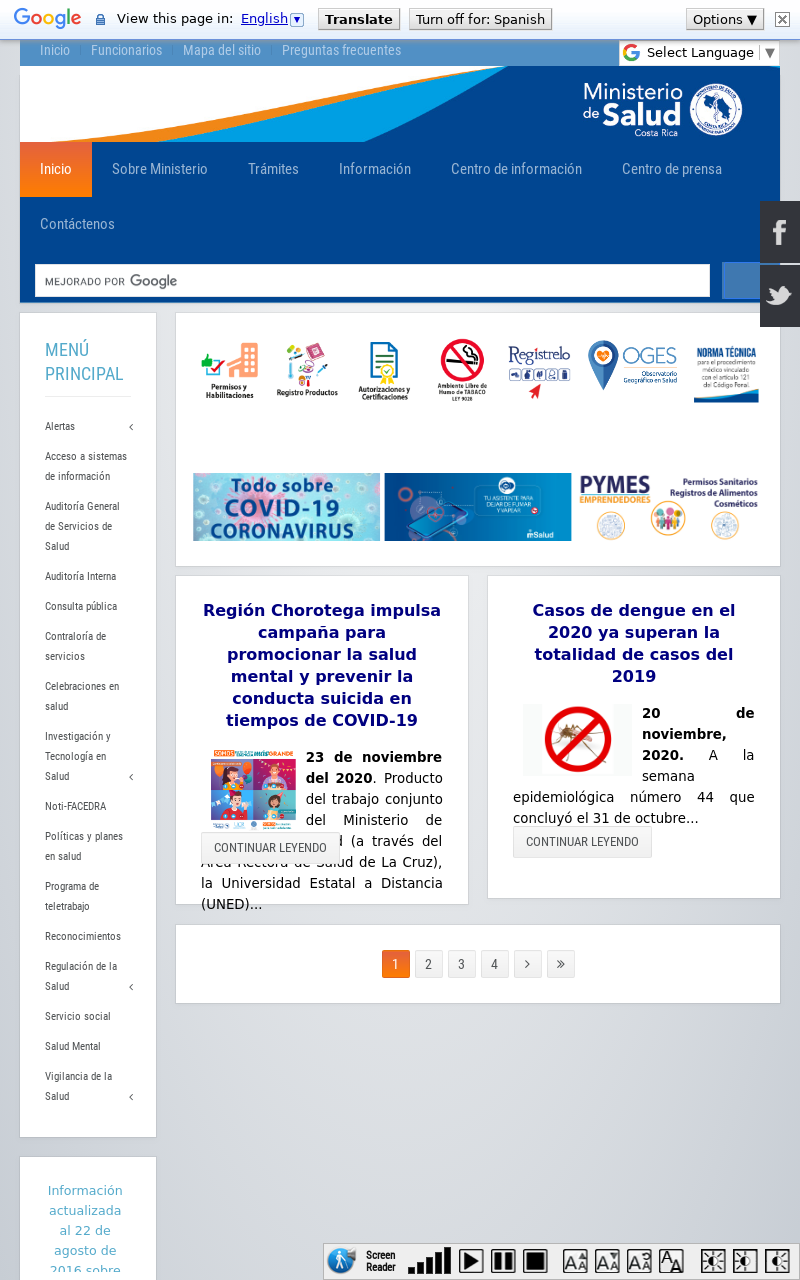 Google View this page in: English ▼ Translate Turn off for: Spanish Options ▼
Inicio Funcionarios Mapa del sitio Preguntas frecuentes
Select Language ▼
Ministerio
de Salud
Costa Rica
Inicio Sobre Ministerio Trámites Información Centro de información Centro de prensa
Contáctenos
MEJORADO POR Google
MENÚ
PRINCIPAL
Alertas
Acceso a sistemas
de información
Auditoría General
de Servicios de
Salud
Auditoría Interna
Consulta pública
Contraloría de
servicios
Celebraciones en
salud
Investigación y
Tecnología en
Salud
Noti-FACEDRA
Políticas y planes
en salud
Programa de
teletrabajo
Reconocimientos
Regulación de la
Salud
Servicio social
Salud Mental
Vigilancia de la
Salud
Información
actualizada
al 22 de
agosto de
2016 sobre
Permisos y
Habilitaciones
Registro Productos
Autorizaciones y
Certificaciones
Ambiente Libre de
Humo de TABACO
LEY 9028
Regístrelo
OGES
Observatorio
Geográfico en Salud
NORMA TÉCNICA
para el procedimiento
médico vinculado
con el artículo 121
del Código Penal.
Todo sobre
COVID-19
CORONAVIRUS
TU ASISTENTE PARA
DEJAR DE FUMAR
Y VAPEAR
mSalud
PYMES
EMPRENDEDORES
Permisos Sanitarios
Registros de Alimentos
Cosméticos
Región Chorotega impulsa
campaña para
promocionar la salud
mental y prevenir la
conducta suicida en
tiempos de COVID-19
23 de noviembre
del 2020. Producto
del trabajo conjunto
del Ministerio de
(a través del
Área Rectora de Salud de La Cruz),
la Universidad Estatal a Distancia
(UNED)...
CONTINUAR LEYENDO
Casos de dengue en el
2020 ya superan la
totalidad de casos del
2019
20 de
noviembre,
2020. A la
semana
epidemiológica número 44 que
concluyó el 31 de octubre...
CONTINUAR LEYENDO
1 2 3 4 › »
Screen
Reader